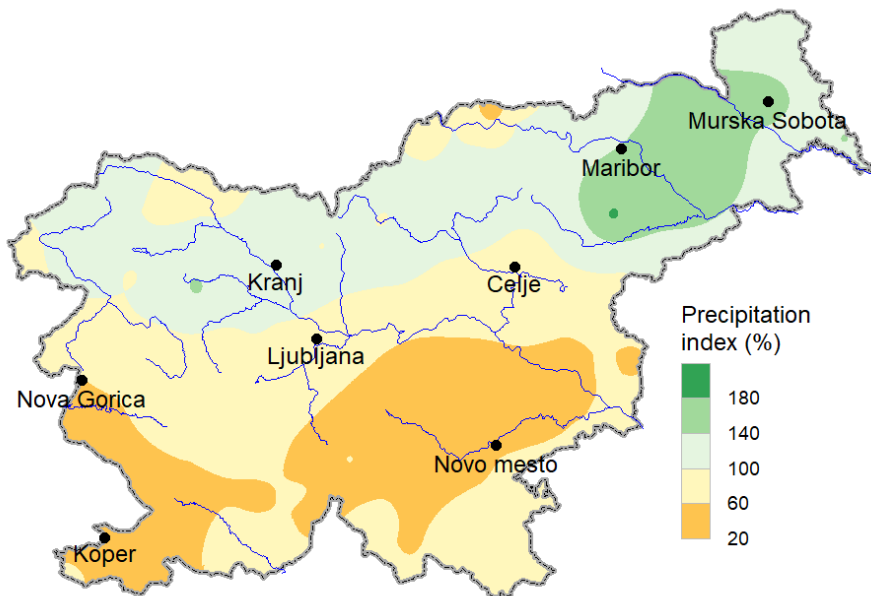 Murska Sobota
Maribor
Kranj
Celje
Ljubljana
Nova Gorica
Novo mesto
Koper
Precipitation
index (%)
180
140
100
60
20